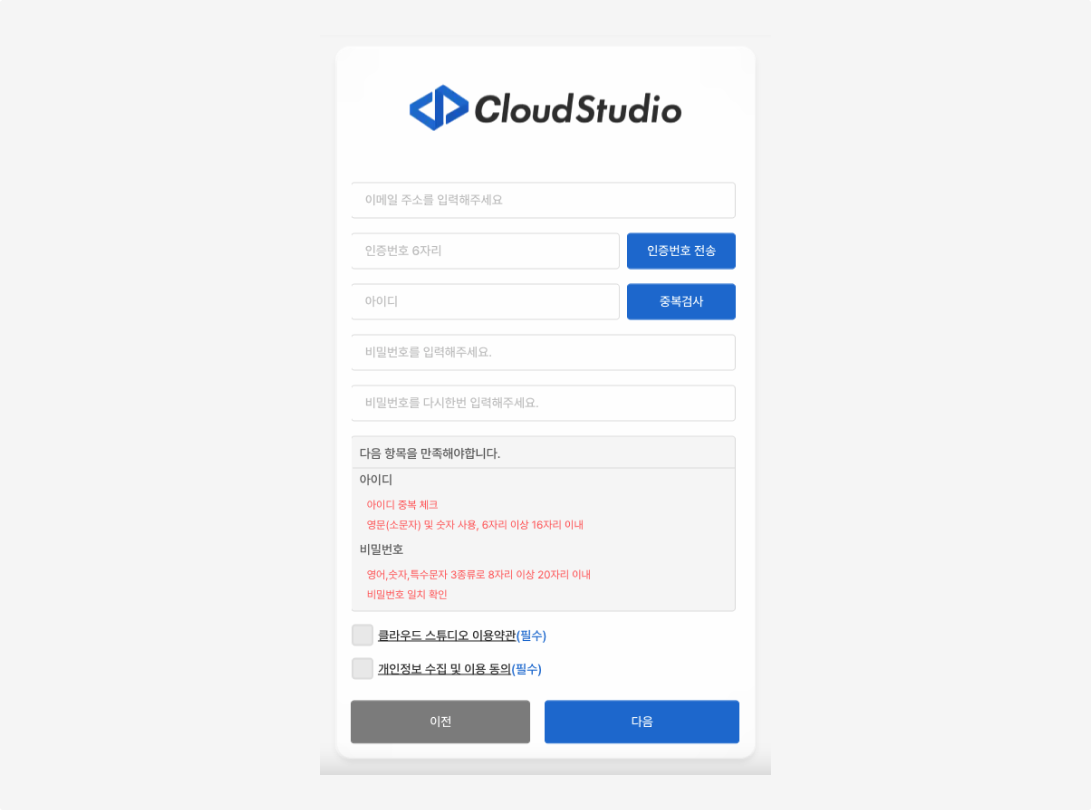 CloudStudio
이메일 주소를 입력해주세요
인증번호 6자리
인증번호 전송
아이디
중복검사
비밀번호를 입력해주세요.
비밀번호를 다시한번 입력해주세요.
다음 항목을 만족해야합니다.
아이디
아이디 중복 체크
영문(소문자) 및 숫자 사용, 6자리 이상 16자리 이내
비밀번호
영어,숫자,특수문자 3종류로 8자리 이상 20자리 이내
비밀번호 일치 확인
클라우드 스튜디오 이용약관(필수)
개인정보 수집 및 이용 동의(필수)
이전
다음